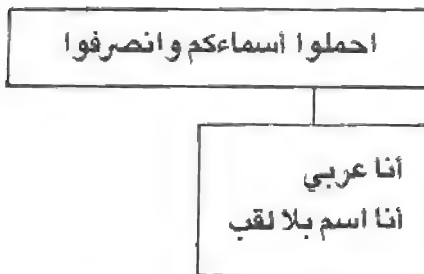 احملوا أسماءكم وانصرفوا
أنا عربي
أنا اسم بلا لقب